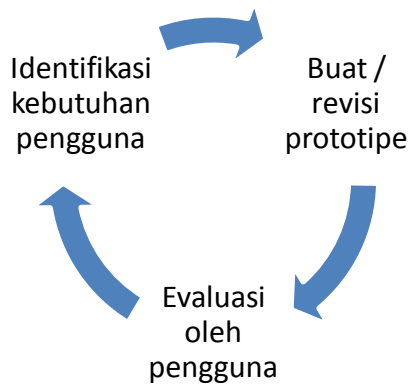 Identifikasi
kebutuhan
pengguna
Buat /
revisi
prototipe
Evaluasi
oleh
pengguna